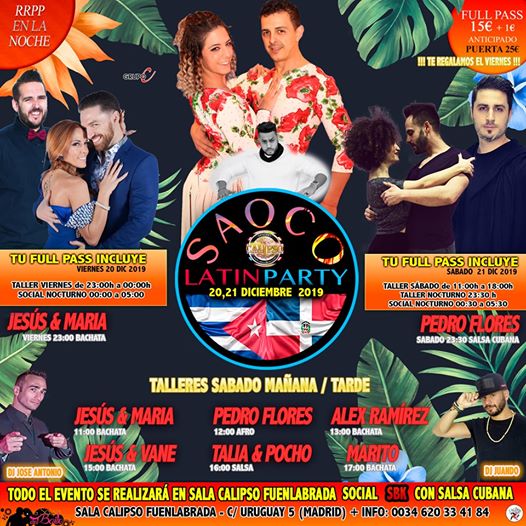 RRPP
EN LA
NOCHE
FULL PASS
15€ + 1€
ANTICIPADO
PUERTA 25€
!!! TE REGALAMOS EL VIERNES !!!
GRUPO
SAOCO
CALIPSO
LATINPARTY
20,21 DICIEMBRE 2019
TU FULL PASS INCLUYE
VIERNES 20 DIC 2019
TALLER VIERNES de 23:00h a 00:00h
SOCIAL NOCTURNO 00:00 a 05:00
JESÚS & MARIA
VIERNES 23:00 BACHATA
TU FULL PASS INCLUYE
SABADO 21 DIC 2019
TALLER SÁBADO de 11:00h a 18:00h
TALLER NOCTURNO 23:30 h
SOCIAL NOCTURNO 00:30 a 05:30
PEDRO FLORES
SABADO 23:30 SALSA CUBANA
TALLERES SABADO MAÑANA / TARDE
JESÚS & MARIA
11:00 BACHATA
PEDRO FLORES
12:00 AFRO
ALEX RAMÍREZ
13:00 BACHATA
JESÚS & VANE
15:00 BACHATA
TALIA & POCHO
16:00 SALSA
MARITO
17:00 BACHATA
DJ JOSE ANTONIO
DJ JUANDO
TODO EL EVENTO SE REALIZARÁ EN SALA CALIPSO FUENLABRADA SOCIAL SBK CON SALSA CUBANA
SALA CALIPSO FUENLABRADA - C/ URUGUAY 5 (MADRID) + INFO: 0034 620 33 41 84